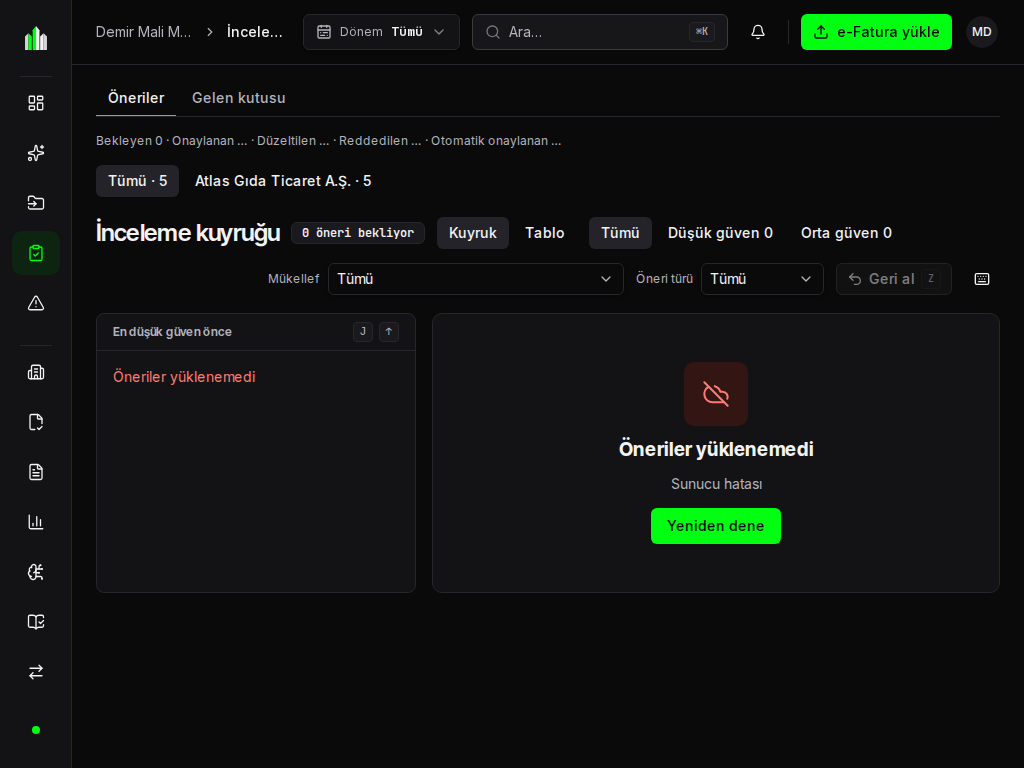 Demir Mali M...
İncele...
Dönem Tümü
Ara...
⌘K
e-Fatura yükle
MD
Öneriler
Gelen kutusu
Bekleyen 0 · Onaylanan ... · Düzeltilen ... · Reddedilen ... · Otomatik onaylanan ...
Tümü · 5
Atlas Gıda Ticaret A.Ş. · 5
İnceleme kuyruğu
0 öneri bekliyor
Kuyruk
Tablo
Tümü
Düşük güven 0
Orta güven 0
Mükellef
Tümü
Öneri türü
Tümü
Geri al Z
En düşük güven önce
J ↑
Öneriler yüklenemedi
Öneriler yüklenemedi
Sunucu hatası
Yeniden dene